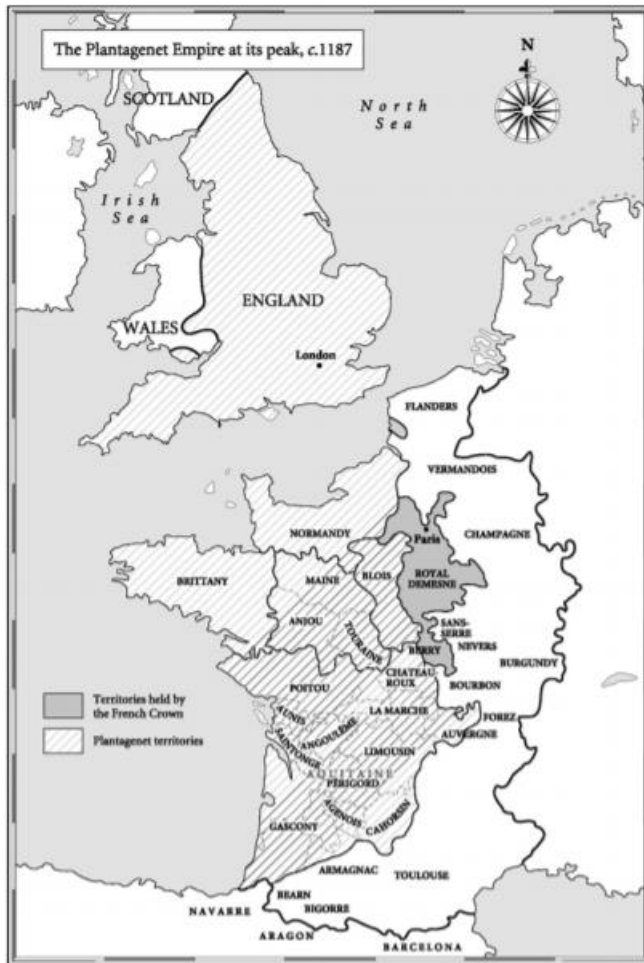 The Plantagenet Empire at its peak, c.1187
N
SCOTLAND
North
Sea
Irish
Sea
ENGLAND
WALES
London
FLANDERS
VERMANDOIS
NORMANDY
Paris
CHAMPAGNE
BRITTANY
MAINE
BLOIS
ROYAL
DEMESNE
ANJOU
TOURAINE
SANS-
SERRE
NEVERS
BERRY
BURGUNDY
CHATEAU-
ROUX
POITOU
BOURBON
Territories held
by the French Crown
Plantagenet territories
AUNIS
LA MARCHE
FOREZ
SAINTONGE
ANGOULÊME
AUVERGNE
LIMOUSIN
AQUITAINE
PÉRIGORD
AGENOIS
CAHORSIN
GASCONY
ARMAGNAC
TOULOUSE
BEARN
NAVARRE
BIGORRE
ARAGON
BARCELONA